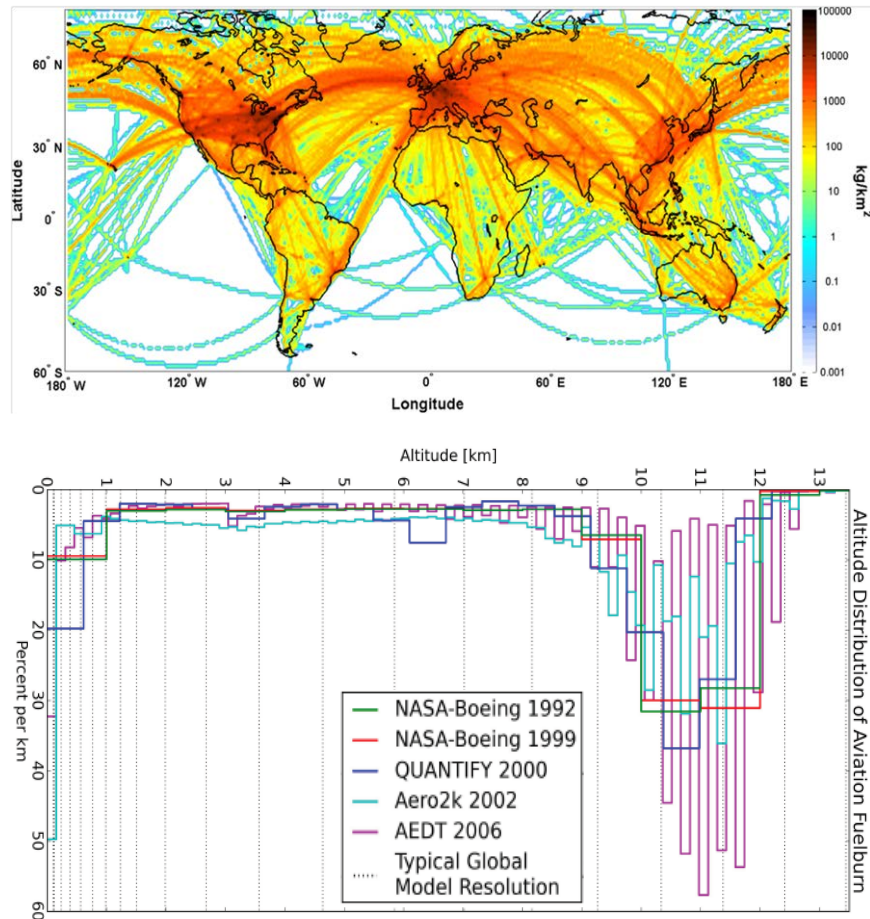 100000
10000
1000
100
10
1
0.1
0.01
0.001
kg/km²
60° N
30° N
0°
30° S
60° S
Latitude
180° W
120° W
60° W
0°
60° E
120° E
180° E
Longitude
Altitude [km]
0
1
2
3
4
5
6
7
8
9
10
11
12
13
0
10
20
30
40
50
60
Percent per km
Altitude Distribution of Aviation Fuelburn
NASA-Boeing 1992
NASA-Boeing 1999
QUANTIFY 2000
Aero2k 2002
AEDT 2006
Typical Global
Model Resolution